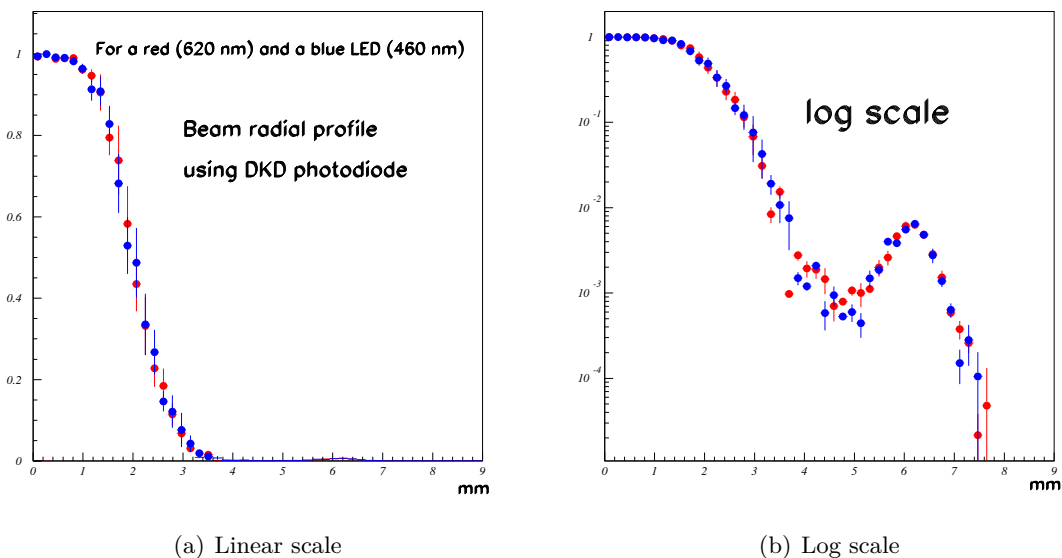 For a red (620 nm) and a blue LED (460 nm)
Beam radial profile
using DKD photodiode
1
0.8
0.6
0.4
0.2
0
0 1 2 3 4 5 6 7 8 9
mm
(a) Linear scale
log scale
1
10^-1
10^-2
10^-3
10^-4
0 1 2 3 4 5 6 7 8 9
mm
(b) Log scale